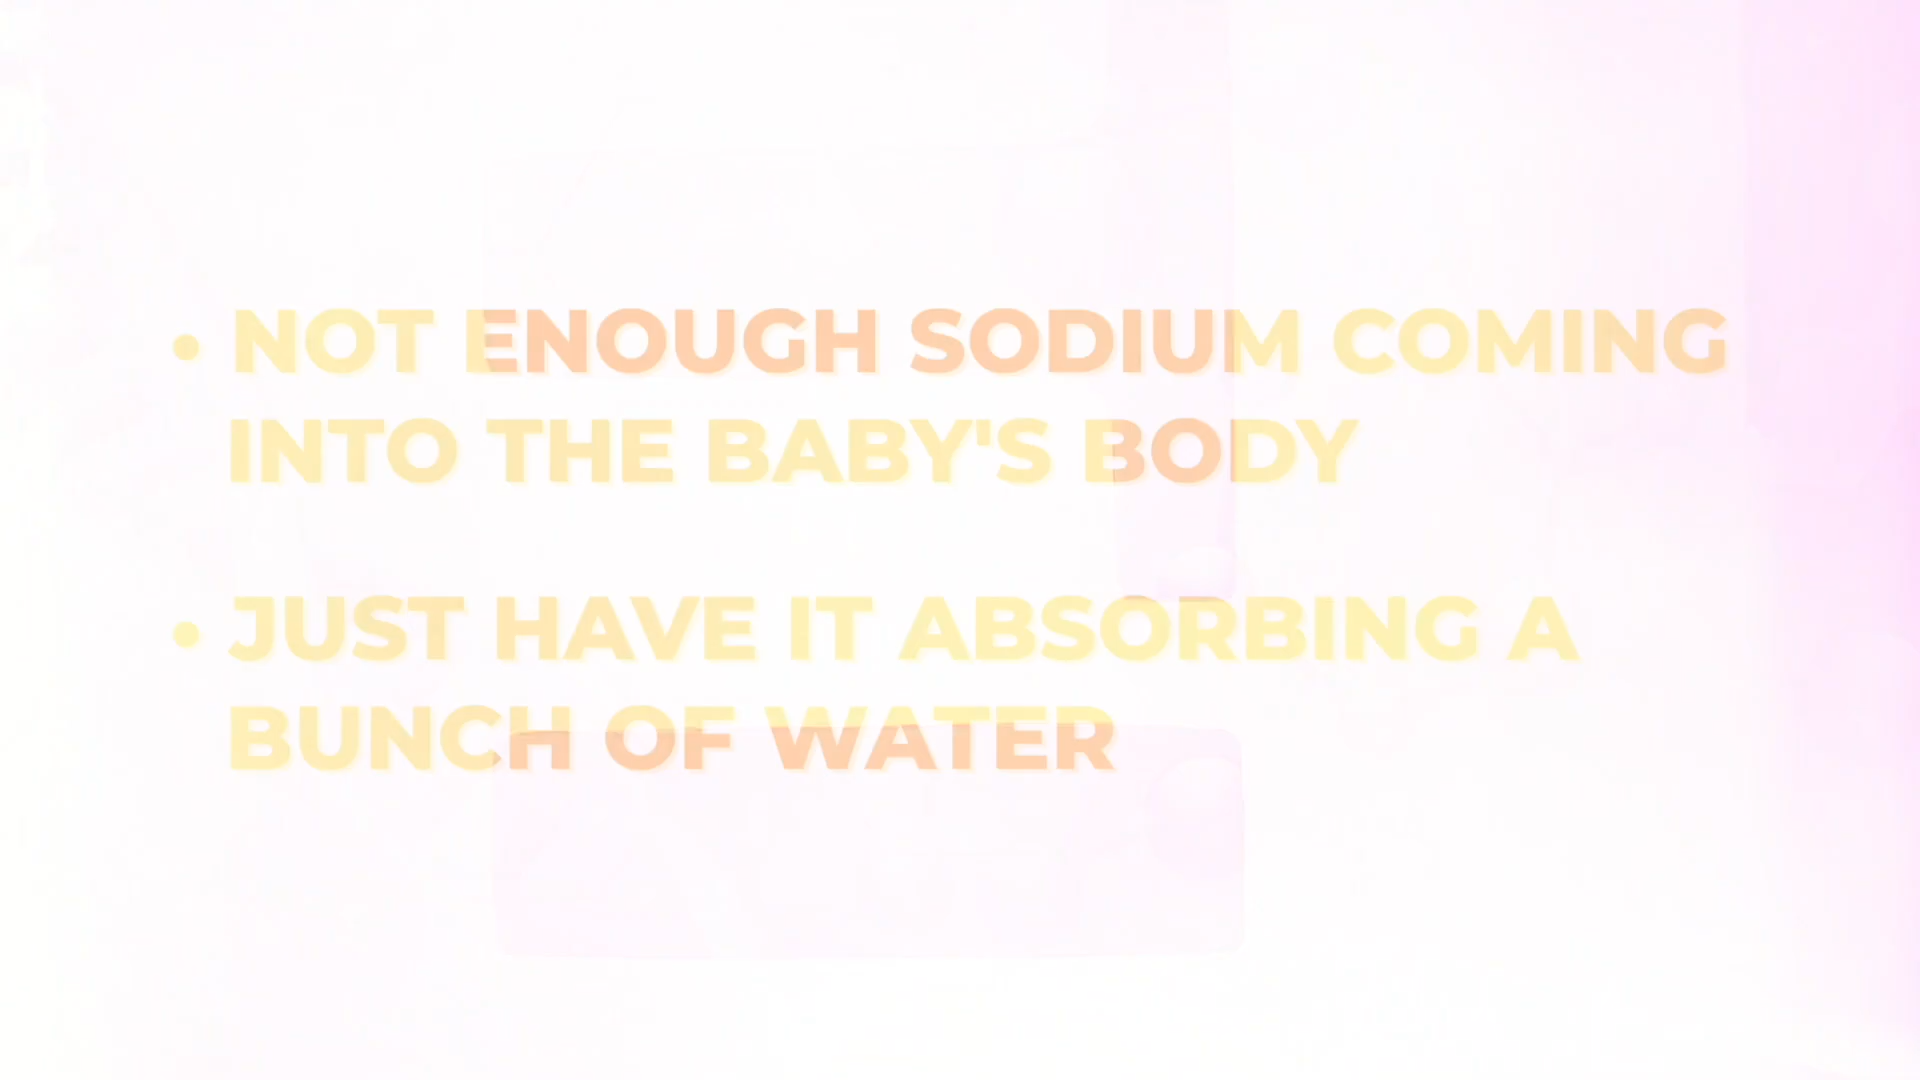 • NOT ENOUGH SODIUM COMING
INTO THE BABY'S BODY
• JUST HAVE IT ABSORBING A
BUNCH OF WATER